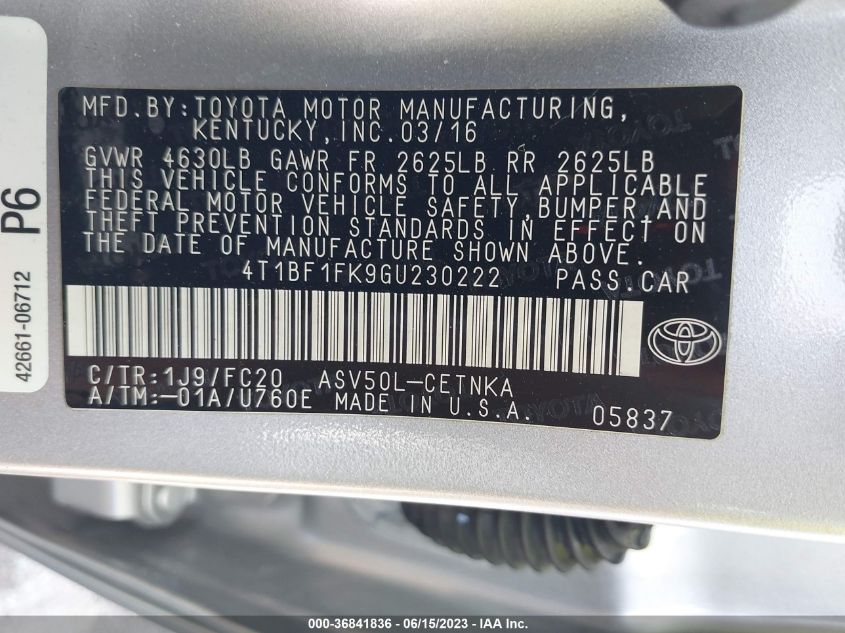 MFD.BY:TOYOTA MOTOR MANUFACTURING,
KENTUCKY,INC.03/16
GVWR 4630LB GAWR FR 2625LB RR 2625LB
THIS VEHICLE CONFORMS TO ALL APPLICABLE
FEDERAL MOTOR VEHICLE SAFETY,BUMPER,AND
THEFT PREVENTION STANDARDS IN EFFECT ON
THE DATE OF MANUFACTURE SHOWN ABOVE.
4T1BF1FK9GU230222 PASS.CAR
C/TR:1J9/FC20 ASV50L-CETNKA
A/TM:-01A/U760E MADE IN U.S.A. 05837
P6
42661-06712
TOYOTA
TOYOTA
TOYOTA
000-36841836 - 06/15/2023 - IAA Inc.